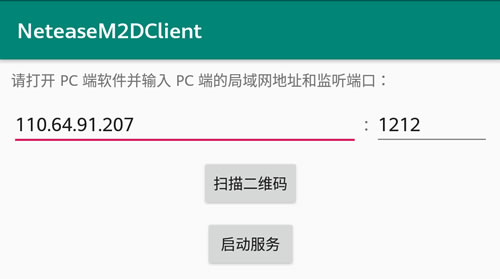 NeteaseM2DClient
请打开 PC 端软件并输入 PC 端的局域网地址和监听端口：
110.64.91.207 : 1212
扫描二维码
启动服务